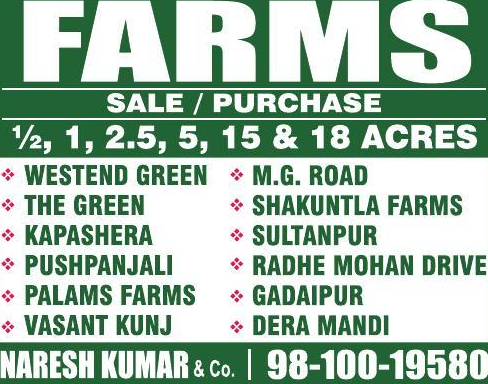 FARMS
SALE / PURCHASE
½, 1, 2.5, 5, 15 & 18 ACRES
WESTEND GREEN
THE GREEN
KAPASHERA
PUSHPANJALI
PALAMS FARMS
VASANT KUNJ
M.G. ROAD
SHAKUNTLA FARMS
SULTANPUR
RADHE MOHAN DRIVE
GADAIPUR
DERA MANDI
NARESH KUMAR & Co. | 98-100-19580